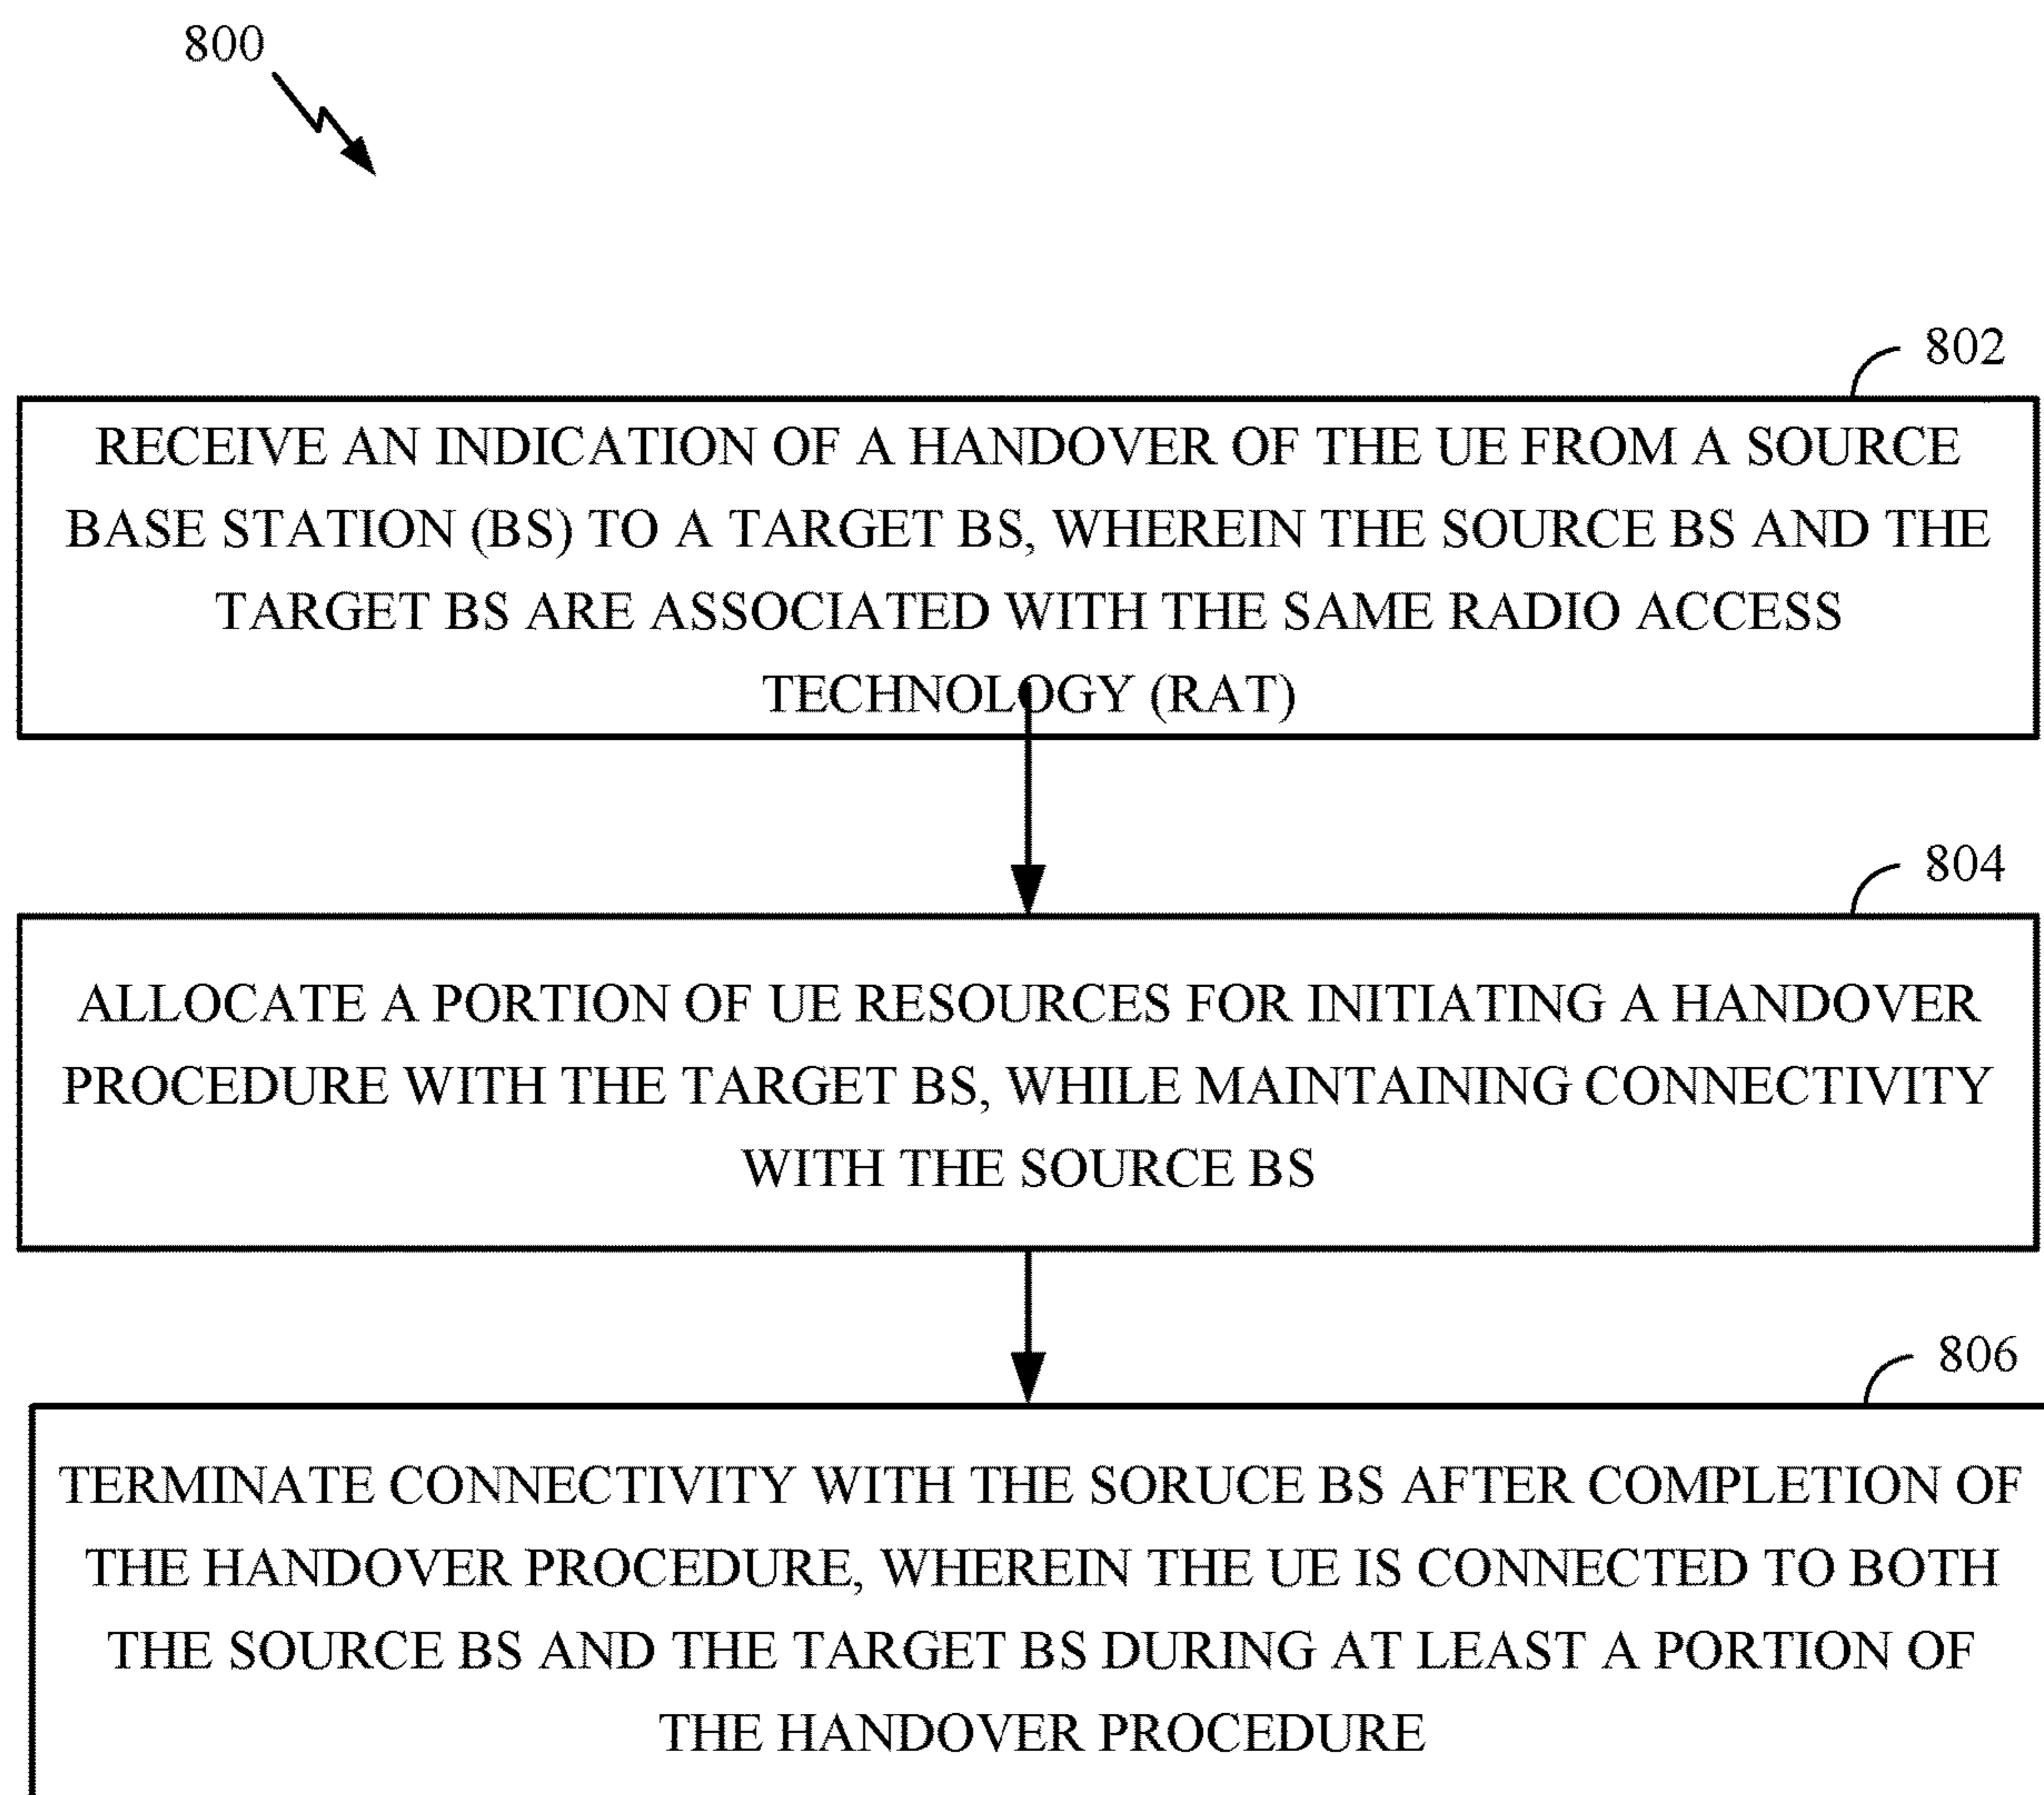 800
802
RECEIVE AN INDICATION OF A HANDOVER OF THE UE FROM A SOURCE
BASE STATION (BS) TO A TARGET BS, WHEREIN THE SOURCE BS AND THE
TARGET BS ARE ASSOCIATED WITH THE SAME RADIO ACCESS
TECHNOLOGY (RAT)
804
ALLOCATE A PORTION OF UE RESOURCES FOR INITIATING A HANDOVER
PROCEDURE WITH THE TARGET BS, WHILE MAINTAINING CONNECTIVITY
WITH THE SOURCE BS
806
TERMINATE CONNECTIVITY WITH THE SORUCE BS AFTER COMPLETION OF
THE HANDOVER PROCEDURE, WHEREIN THE UE IS CONNECTED TO BOTH
THE SOURCE BS AND THE TARGET BS DURING AT LEAST A PORTION OF
THE HANDOVER PROCEDURE